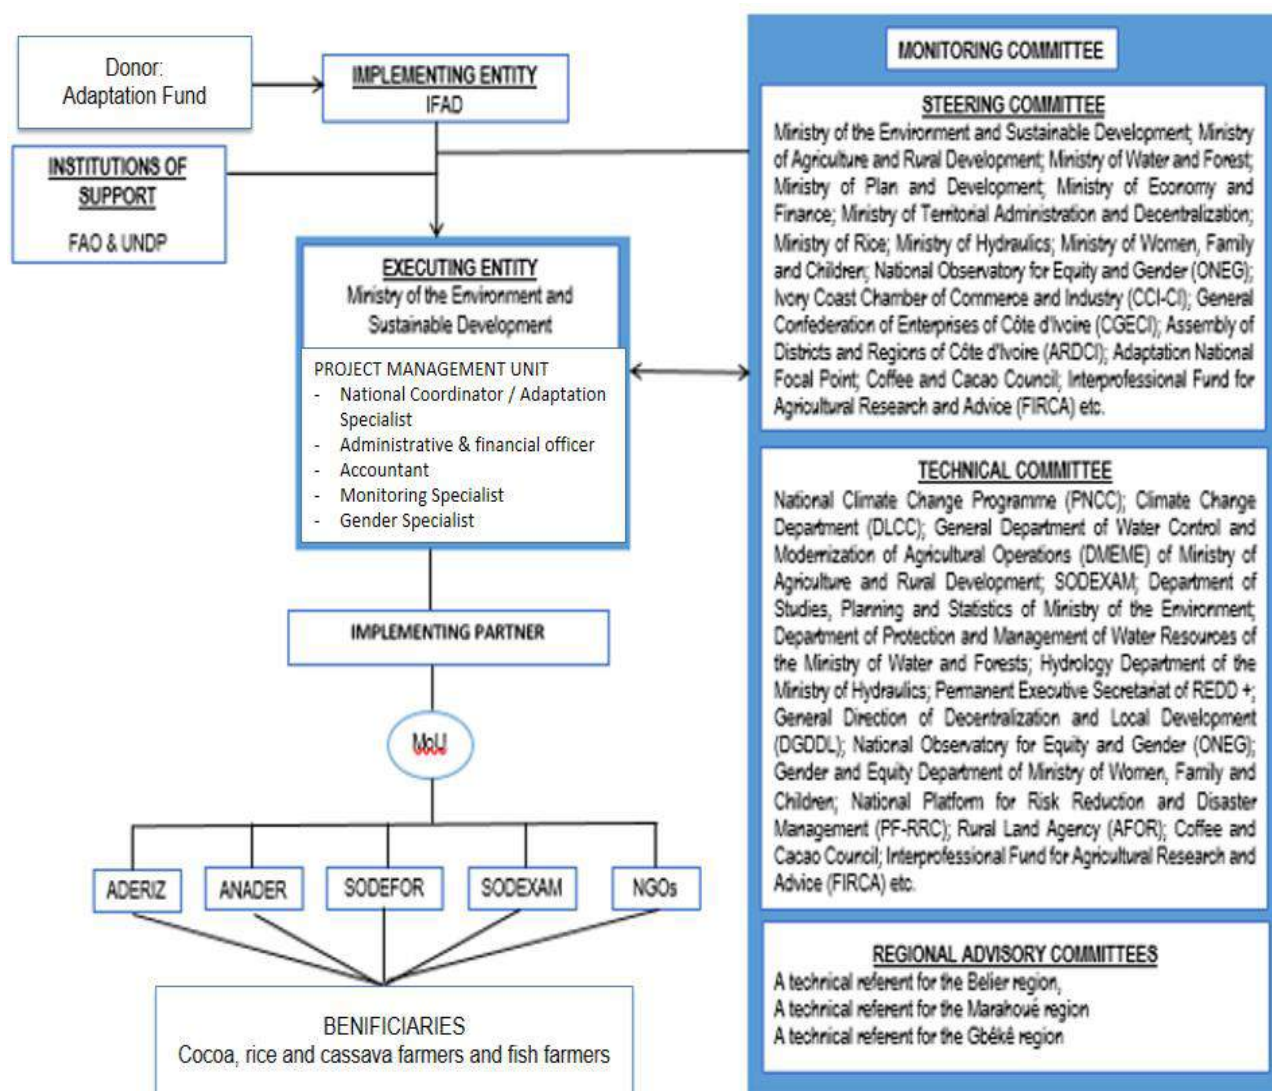 Donor:
Adaptation Fund
IMPLEMENTING ENTITY
IFAD
INSTITUTIONS OF
SUPPORT
FAO & UNDP
EXECUTING ENTITY
Ministry of the Environment and
Sustainable Development
PROJECT MANAGEMENT UNIT
- National Coordinator / Adaptation
Specialist
- Administrative & financial officer
- Accountant
- Monitoring Specialist
- Gender Specialist
IMPLEMENTING PARTNER
MoU
ADERIZ
ANADER
SODEFOR
SODEXAM
NGOs
BENIFICIARIES
Cocoa, rice and cassava farmers and fish farmers
MONITORING COMMITTEE
STEERING COMMITTEE
Ministry of the Environment and Sustainable Development; Ministry
of Agriculture and Rural Development; Ministry of Water and Forest;
Ministry of Plan and Development; Ministry of Economy and
Finance; Ministry of Territorial Administration and Decentralization;
Ministry of Rice; Ministry of Hydraulics; Ministry of Women, Family
and Children; National Observatory for Equity and Gender (ONEG);
Ivory Coast Chamber of Commerce and Industry (CCI-CI); General
Confederation of Enterprises of Côte d'Ivoire (CGECI); Assembly of
Districts and Regions of Côte d'Ivoire (ARDCI); Adaptation National
Focal Point; Coffee and Cacao Council; Interprofessional Fund for
Agricultural Research and Advice (FIRCA) etc.
TECHNICAL COMMITTEE
National Climate Change Programme (PNCC); Climate Change
Department (DLCC); General Department of Water Control and
Modernization of Agricultural Operations (DMEME) of Ministry of
Agriculture and Rural Development; SODEXAM; Department of
Studies, Planning and Statistics of Ministry of the Environment;
Department of Protection and Management of Water Resources of
the Ministry of Water and Forests; Hydrology Department of the
Ministry of Hydraulics; Permanent Executive Secretariat of REDD +;
General Direction of Decentralization and Local Development
(DGDDL); National Observatory for Equity and Gender (ONEG);
Gender and Equity Department of Ministry of Women, Family and
Children; National Platform for Risk Reduction and Disaster
Management (PF-RRC); Rural Land Agency (AFOR); Coffee and
Cacao Council; Interprofessional Fund for Agricultural Research and
Advice (FIRCA) etc.
REGIONAL ADVISORY COMMITTEES
A technical referent for the Belier region,
A technical referent for the Marahoué region
A technical referent for the Gbêkê region